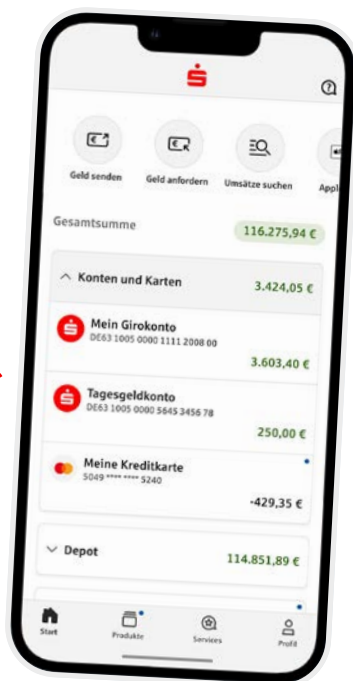 Geld senden
Geld anfordern
Umsätze suchen
Gesamtsumme
116.275,94 €
Konten und Karten
3.424,05 €
Mein Girokonto
DE63 1005 0000 1111 2008 00
3.603,40 €
Tagesgeldkonto
DE63 1005 0000 5645 3456 78
250,00 €
Meine Kreditkarte
5049 **** **** 5240
-429,35 €
Depot
114.851,89 €
Start
Produkte
Services
Profil